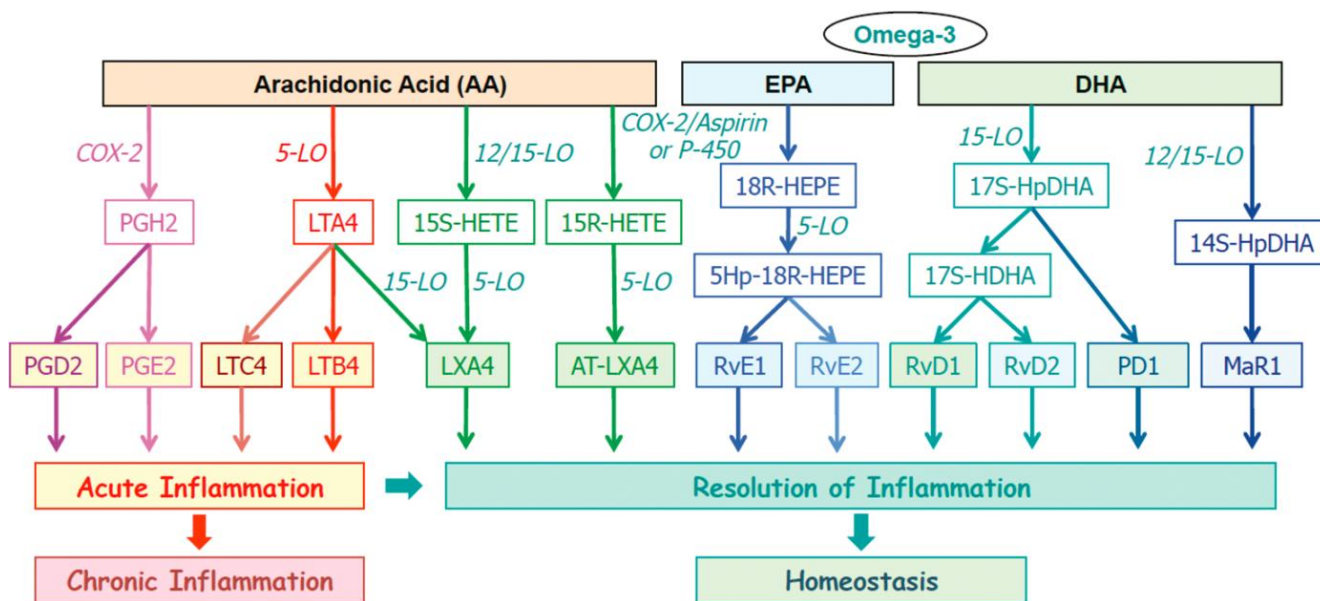 Omega-3
Arachidonic Acid (AA)
EPA
DHA
COX-2
5-LO
12/15-LO
COX-2/Aspirin
or P-450
15-LO
12/15-LO
PGH2
LTA4
15S-HETE
15R-HETE
18R-HEPE
17S-HpDHA
5-LO
14S-HpDHA
15-LO
5-LO
5-LO
5Hp-18R-HEPE
17S-HDHA
PGD2
PGE2
LTC4
LTB4
LXA4
AT-LXA4
RvE1
RvE2
RvD1
RvD2
PD1
MaR1
Acute Inflammation
Resolution of Inflammation
Chronic Inflammation
Homeostasis